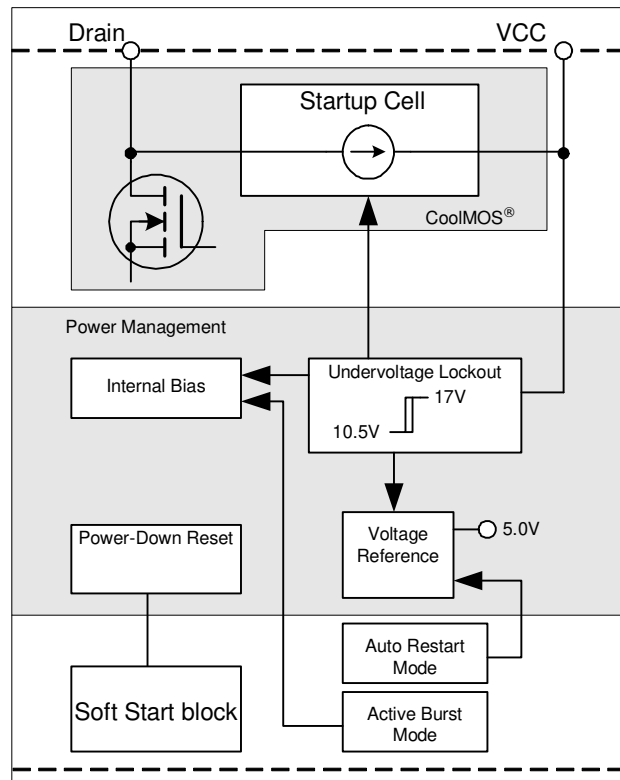 Drain
VCC
Startup Cell
CoolMOS®
Power Management
Internal Bias
Undervoltage Lockout
17V
10.5V
Power-Down Reset
Voltage
Reference
5.0V
Auto Restart
Mode
Soft Start block
Active Burst
Mode